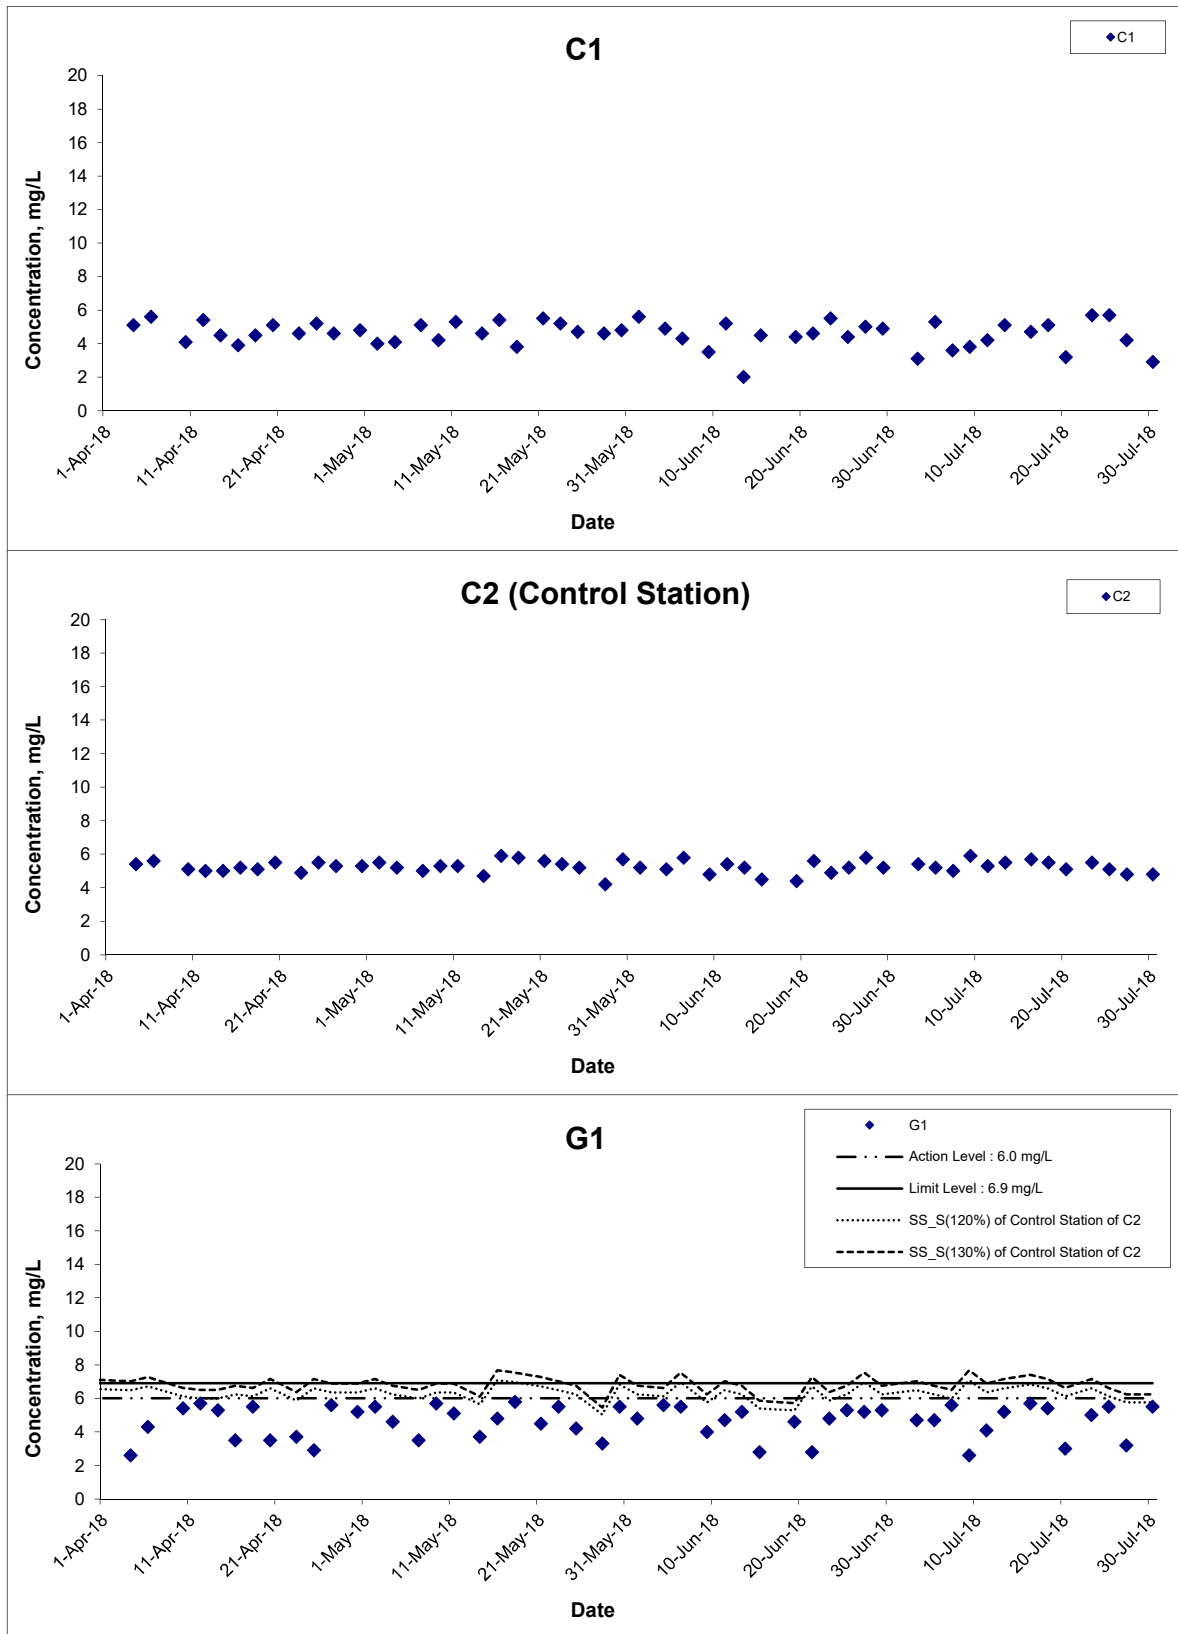 C1
C1
Concentration, mg/L
20
18
16
14
12
10
8
6
4
2
0
1-Apr-18
11-Apr-18
21-Apr-18
1-May-18
11-May-18
21-May-18
31-May-18
10-Jun-18
20-Jun-18
30-Jun-18
10-Jul-18
20-Jul-18
30-Jul-18
Date
C2 (Control Station)
C2
Concentration, mg/L
20
18
16
14
12
10
8
6
4
2
0
1-Apr-18
11-Apr-18
21-Apr-18
1-May-18
11-May-18
21-May-18
31-May-18
10-Jun-18
20-Jun-18
30-Jun-18
10-Jul-18
20-Jul-18
30-Jul-18
Date
G1
G1
Action Level : 6.0 mg/L
Limit Level : 6.9 mg/L
SS_S(120%) of Control Station of C2
SS_S(130%) of Control Station of C2
Concentration, mg/L
20
18
16
14
12
10
8
6
4
2
0
1-Apr-18
11-Apr-18
21-Apr-18
1-May-18
11-May-18
21-May-18
31-May-18
10-Jun-18
20-Jun-18
30-Jun-18
10-Jul-18
20-Jul-18
30-Jul-18
Date